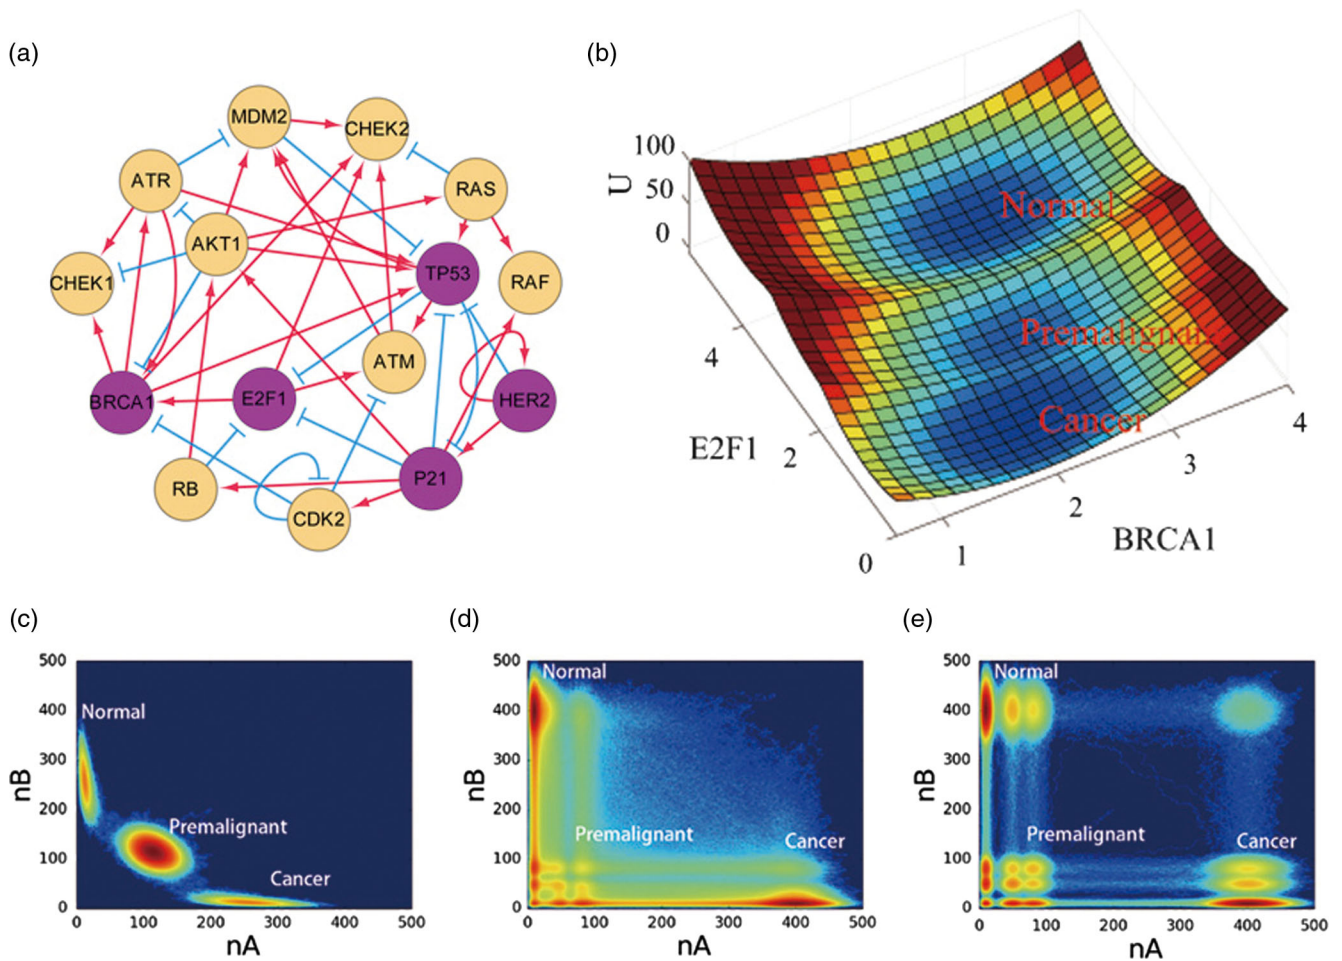 (a)
MDM2
CHEK2
ATR
RAS
AKT1
TP53
CHEK1
RAF
ATM
BRCA1
E2F1
HER2
RB
P21
CDK2
(b)
100
50
0
U
Normal
Premalignant
Cancer
4
2
0
E2F1
1
2
3
4
BRCA1
(c)
500
400
300
200
100
0
nB
Normal
Premalignant
Cancer
0
100
200
300
400
500
nA
(d)
500
400
300
200
100
0
nB
Normal
Premalignant
Cancer
0
100
200
300
400
500
nA
(e)
500
400
300
200
100
0
nB
Normal
Premalignant
Cancer
0
100
200
300
400
500
nA